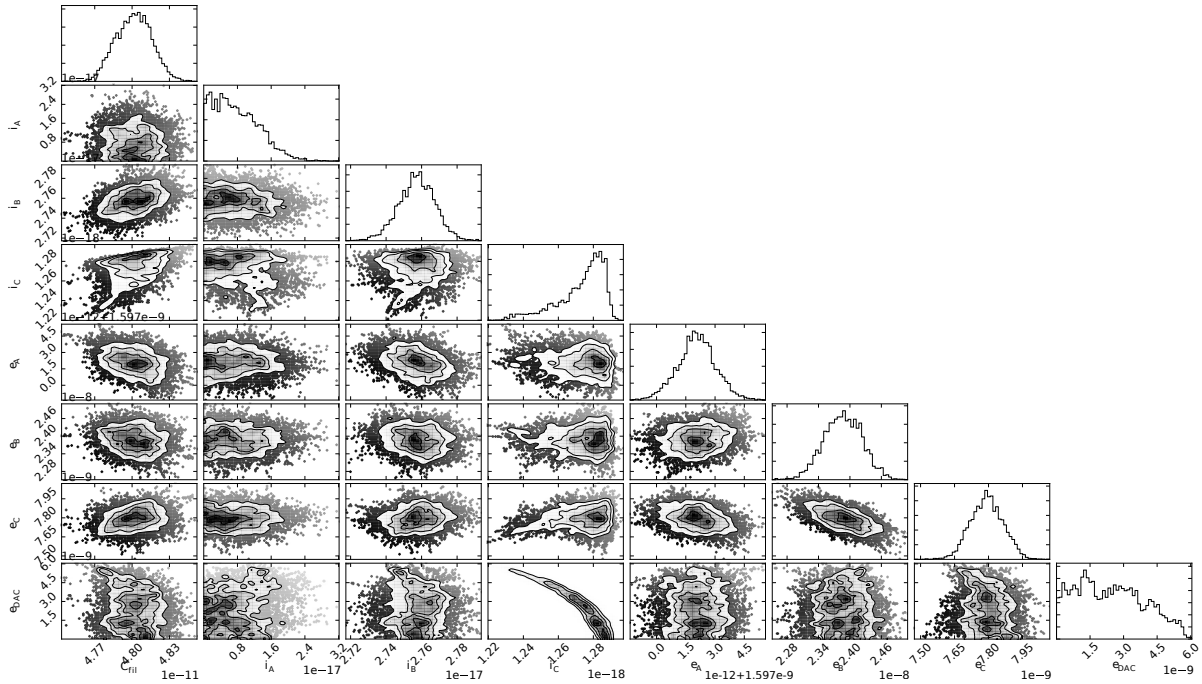 1e−17
3.2
2.4
1.6
0.8
i_A
2.78
2.76
2.74
2.72
i_B
1e−18
1.28
1.26
1.24
1.22
i_C
1e−12+1.597e−9
4.5
3.0
1.5
0.0
e_A
1e−8
2.46
2.40
2.34
2.28
e_B
1e−9
7.95
7.80
7.65
7.50
e_C
1e−9
6.0
4.5
3.0
1.5
e_DAC
4.77 4.80 4.83 0.8 1.6 2.4 3.2 2.72 2.74 2.76 2.78 1.22 1.24 1.26 1.28 0.0 1.5 3.0 4.5 2.28 2.34 2.40 2.46 7.50 7.65 7.80 7.95 1.5 3.0 4.5 6.0
C_fil i_A i_B i_C e_A e_B e_C e_DAC
1e−11 1e−17 1e−17 1e−18 1e−12+1.597e−9 1e−8 1e−9 1e−9